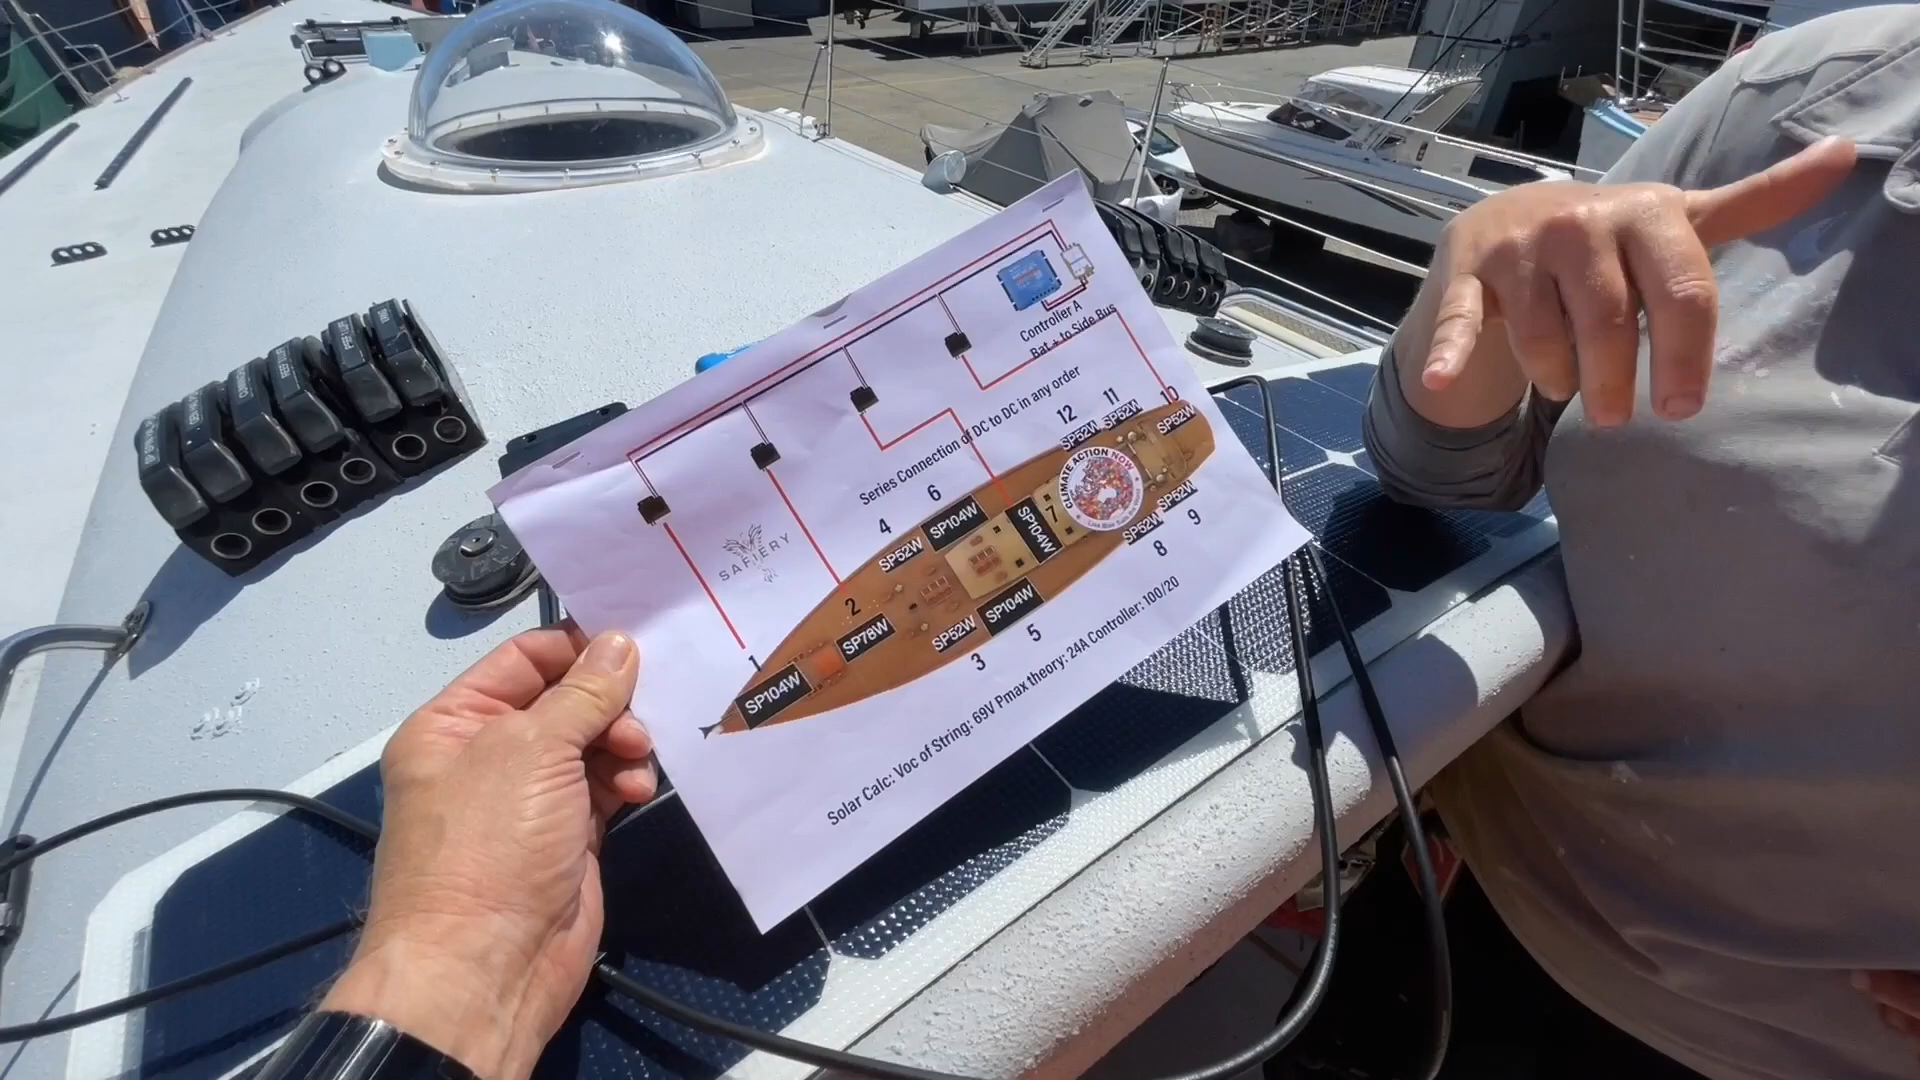 Controller A
Bat + to Side Bus
Series Connection of DC to DC in any order
SAFIERY
12
11
10
SP52W
SP52W
SP52W
6
4
SP104W
SP52W
7
SP104W
CLIMATE ACTION NOW
SP52W
SP52W
9
8
2
SP78W
SP104W
SP52W
5
3
1
SP104W
Solar Calc: Voc of String: 69V Pmax theory: 24A Controller: 100/20